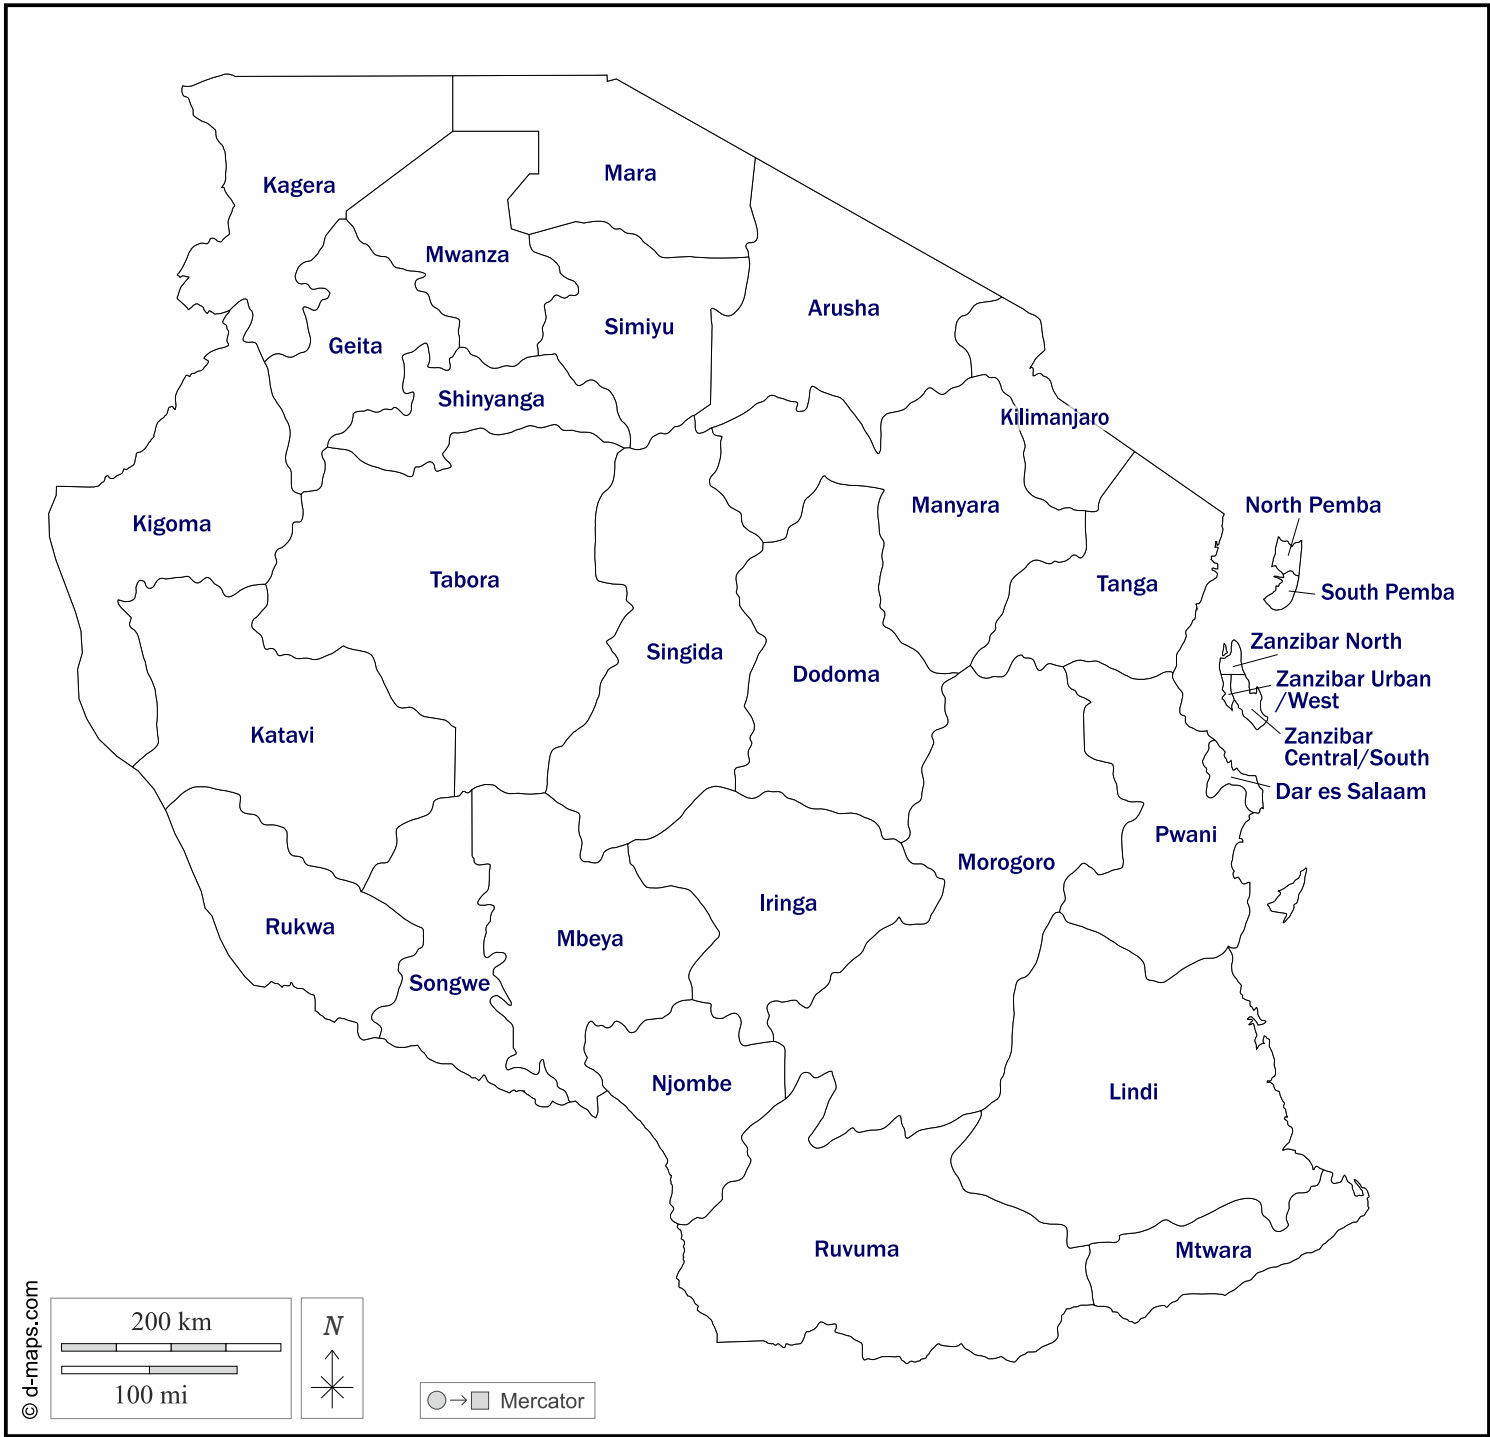 Kagera
Mara
Mwanza
Arusha
Simiyu
Geita
Shinyanga
Kilimanjaro
Manyara
North Pemba
Kigoma
Tabora
Tanga
South Pemba
Zanzibar North
Singida
Dodoma
Zanzibar Urban
/West
Katavi
Zanzibar
Central/South
Dar es Salaam
Pwani
Morogoro
Iringa
Rukwa
Mbeya
Songwe
Njombe
Lindi
Ruvuma
Mtwara
© d-maps.com
200 km
100 mi
N
Mercator